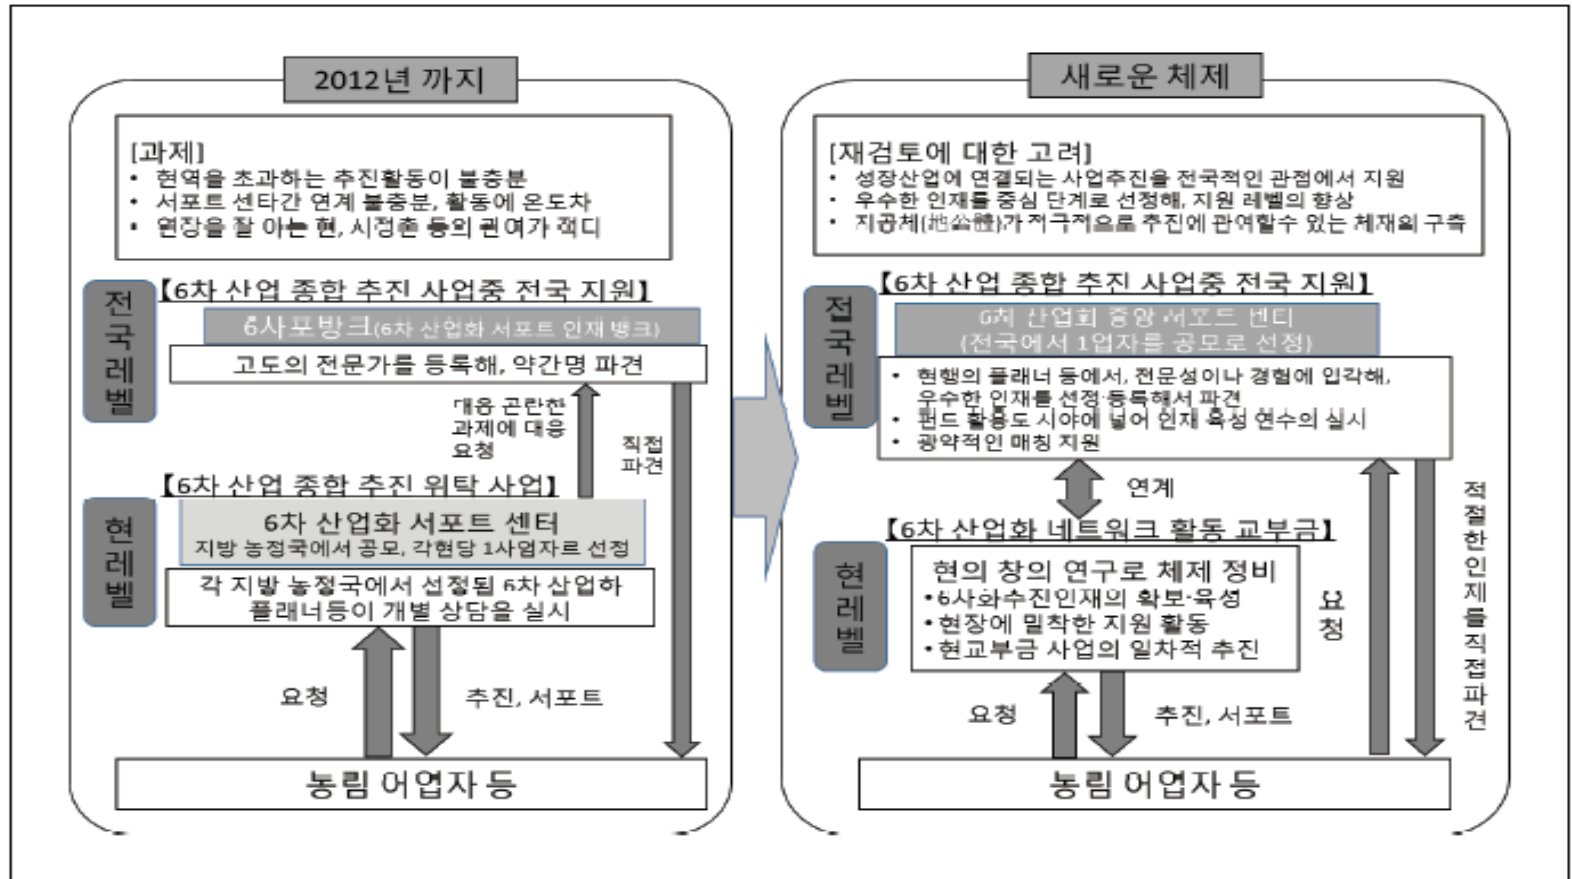 2012년 까지
[과제]
• 현역을 초과하는 추진활동이 불충분
• 서포트 센타간 연계 불충분, 활동에 온도차
• 현장을 잘 아는 현, 시정촌 등의 관여가 적다
전국레벨
【6차 산업 종합 추진 사업중 전국 지원】
6사포방크(6차 산업화 서포트 인재 뱅크)
고도의 전문가를 등록해, 약간명 파견
대응 곤란한
과제에 대응
요청
직접
파견
【6차 산업 종합 추진 위탁 사업】
현레벨
6차 산업화 서포트 센터
지방 농정국에서 공모, 각현당 1사업자르 선정
각 지방 농정국에서 선정된 6차 산업하
플래너등이 개별 상담을 실시
요청
추진, 서포트
농림 어업자 등
새로운 체제
[재검토에 대한 고려]
• 성장산업에 연결되는 사업추진을 전국적인 관점에서 지원
• 우수한 인재를 중심 단계로 선정해, 지원 레벨의 향상
• 지공체(地公體)가 적극적으로 추진에 관여할수 있는 체재의 구축
전국레벨
【6차 산업 종합 추진 사업중 전국 지원】
6차 산업회 중앙 서포트 센터
(전국에서 1업자를 공모로 선정)
• 현행의 플래너 등에서, 전문성이나 경험에 입각해,
우수한 인재를 선정·등록해서 파견
• 펀드 활용도 시야에 넣어 인재 육성 연수의 실시
• 광약적인 매칭 지원
연계
【6차 산업화 네트워크 활동 교부금】
현레벨
현의 창의 연구로 체제 정비
•6사화추진인재의 확보·육성
•현장에 밀착한 지원 활동
•현교부금 사업의 일차적 추진
요청
추진, 서포트
요청
적절한인재를직접파견
농림 어업자 등